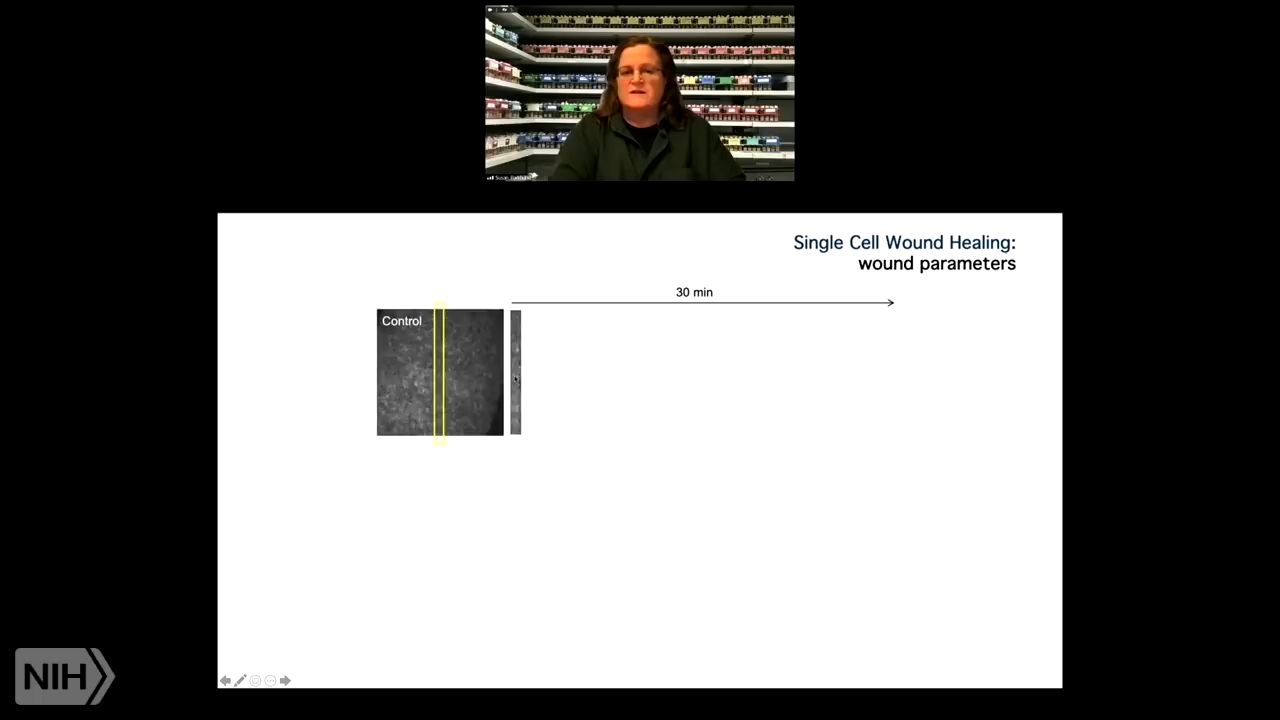 Single Cell Wound Healing:
wound parameters
30 min
Control
NIH